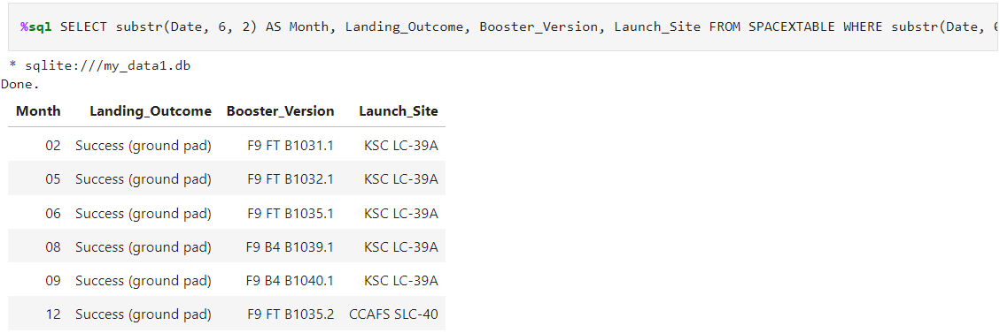 %sql SELECT substr(Date, 6, 2) AS Month, Landing_Outcome, Booster_Version, Launch_Site FROM SPACEXTABLE WHERE substr(Date,
* sqlite:///my_data1.db
Done.
Month Landing_Outcome Booster_Version Launch_Site
02 Success (ground pad) F9 FT B1031.1 KSC LC-39A
05 Success (ground pad) F9 FT B1032.1 KSC LC-39A
06 Success (ground pad) F9 FT B1035.1 KSC LC-39A
08 Success (ground pad) F9 B4 B1039.1 KSC LC-39A
09 Success (ground pad) F9 B4 B1040.1 KSC LC-39A
12 Success (ground pad) F9 FT B1035.2 CCAFS SLC-40